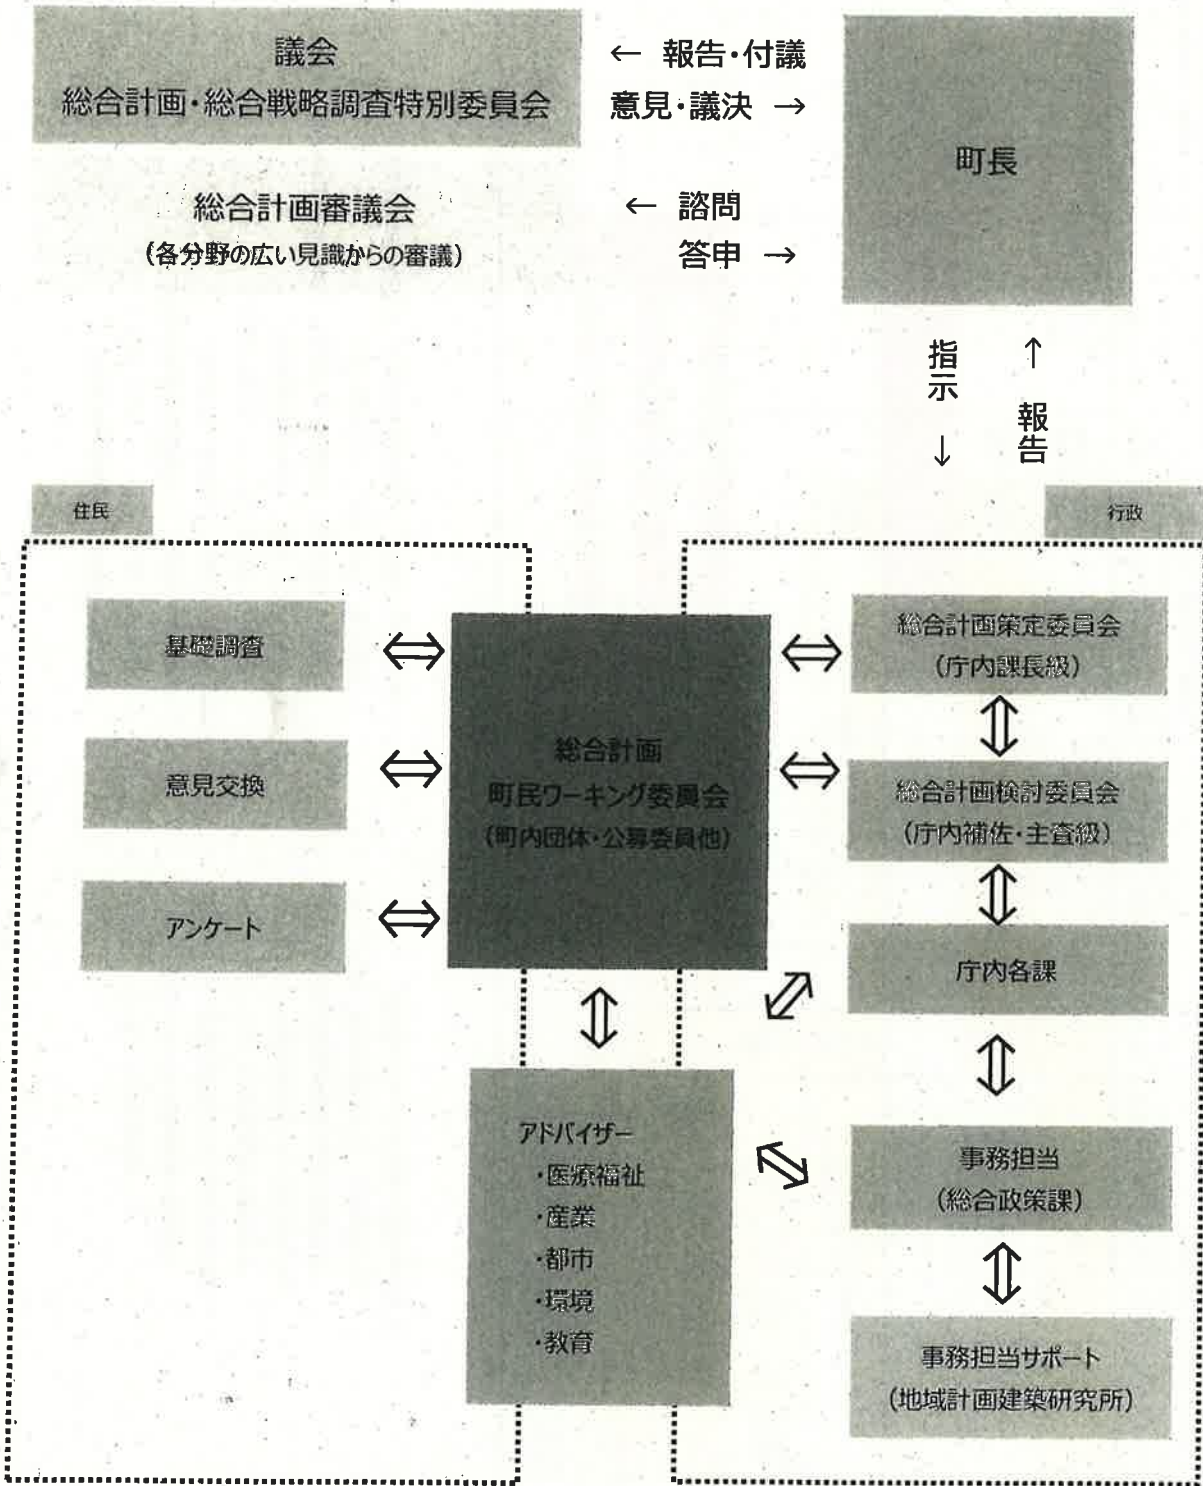 議会
総合計画・総合戦略調査特別委員会
← 報告・付議
意見・議決 →
町長
総合計画審議会
(各分野の広い見識からの審議)
← 諮問
答申 →
指示
↓
↑
報告
住民
行政
基礎調査
意見交換
アンケート
総合計画
町民ワーキング委員会
(町内団体・公募委員他)
総合計画策定委員会
(庁内課長級)
総合計画検討委員会
(庁内補佐・主査級)
庁内各課
アドバイザー
・医療福祉
・産業
・都市
・環境
・教育
事務担当
(総合政策課)
事務担当サポート
(地域計画建築研究所)